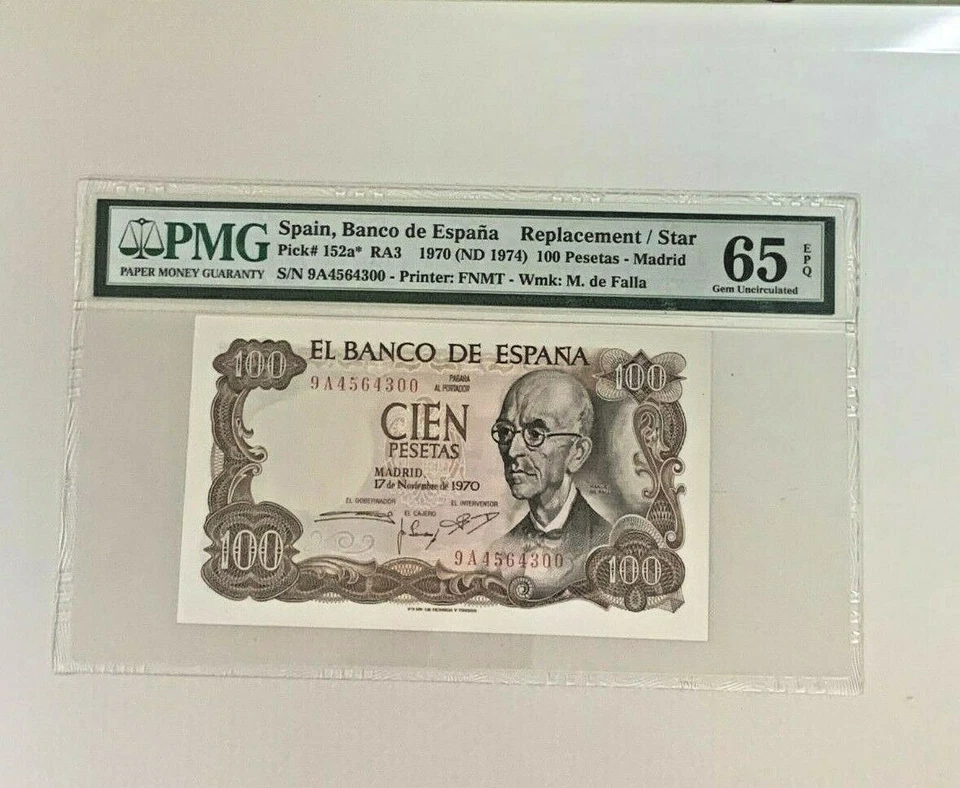 PMG
PAPER MONEY GUARANTY
Spain, Banco de España Replacement / Star
Pick# 152a* RA3 1970 (ND 1974) 100 Pesetas - Madrid
S/N 9A4564300 - Printer: FNMT - Wmk: M. de Falla
65
EPQ
Gem Uncirculated
100
EL BANCO DE ESPAÑA
100
9A4564300
PAGARA
AL PORTADOR
CIEN
PESETAS
MADRID,
17 de Noviembre de 1970
EL GOBERNADOR
EL INTERVENTOR
EL CAJERO
9A4564300
100
100